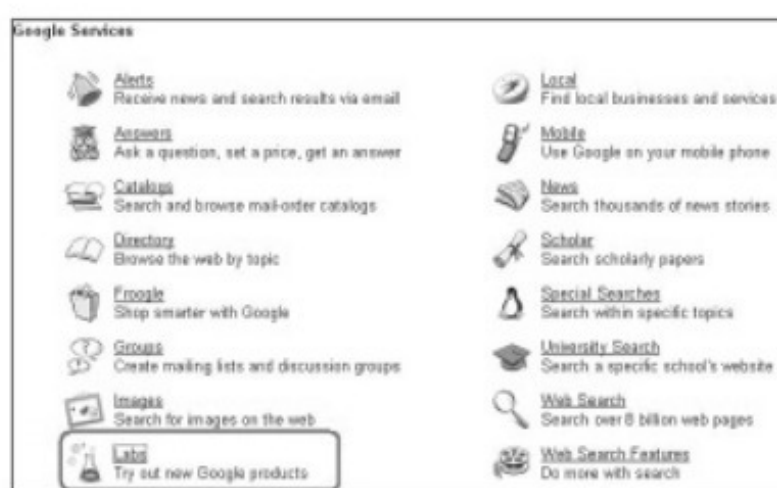 Google Services
Alerts
Receive news and search results via email
Answers
Ask a question, set a price, get an answer
Catalogs
Search and browse mail-order catalogs
Directory
Browse the web by topic
Froogle
Shop smarter with Google
Groups
Create mailing lists and discussion groups
Images
Search for images on the web
Labs
Try out new Google products
Local
Find local businesses and services
Mobile
Use Google on your mobile phone
News
Search thousands of news stories
Scholar
Search scholarly papers
Special Searches
Search within specific topics
University Search
Search a specific school's website
Web Search
Search over 8 billion web pages
Web Search Features
Do more with search